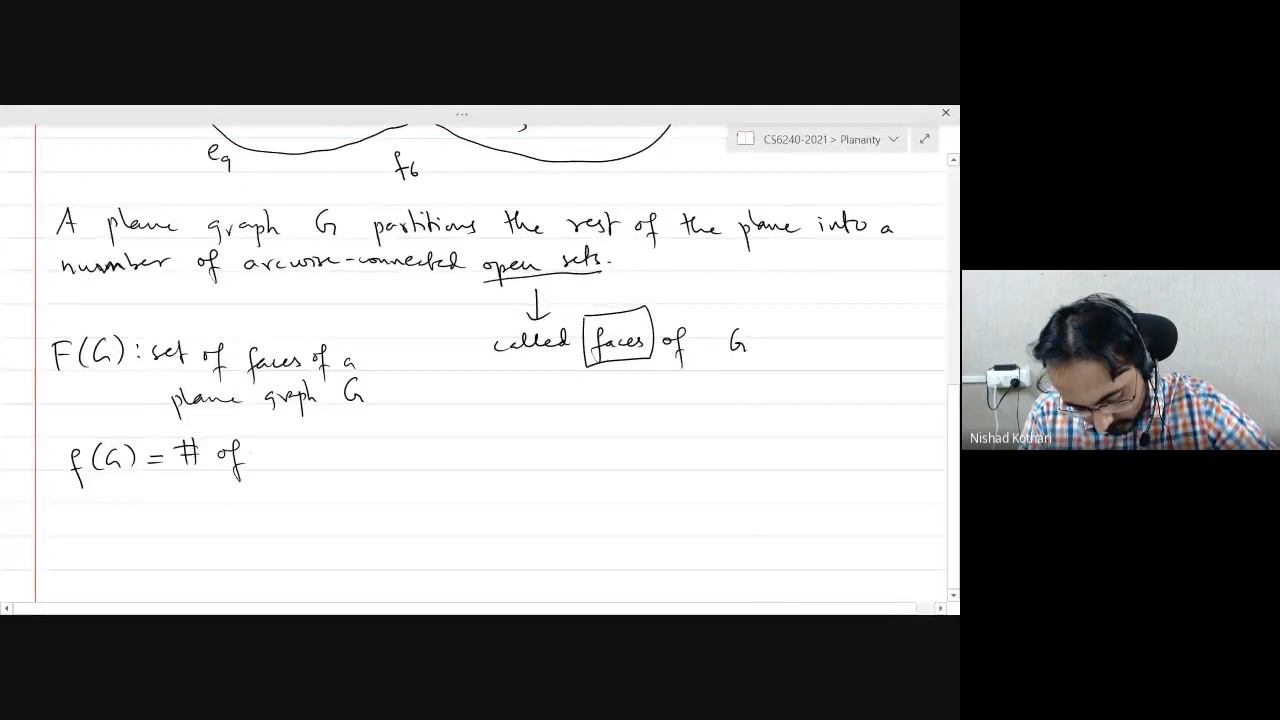 CS6240-2021 > Planarity
e9
f6
A plane graph G partitions the rest of the plane into a
number of arcwise-connected open sets.
called faces of G
F(G): set of faces of a
plane graph G
f(G) = # of
Nishad Kothari